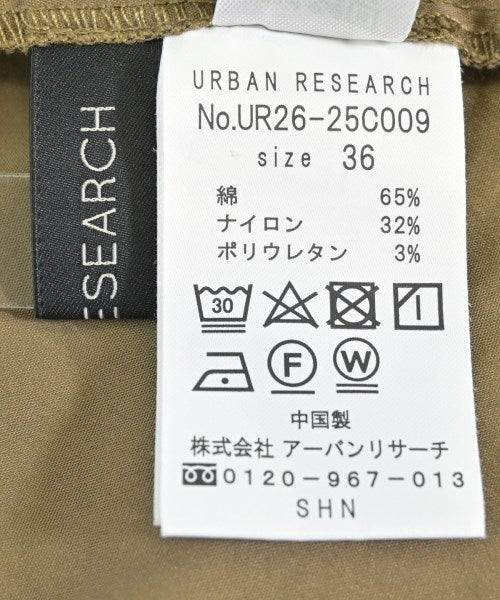 URBAN RESEARCH
No.UR26-25C009
size 36
綿 65%
ナイロン 32%
ポリウレタン 3%
30
F W
中国製
株式会社 アーバンリサーチ
0120-967-013
SHN
RESEARCH